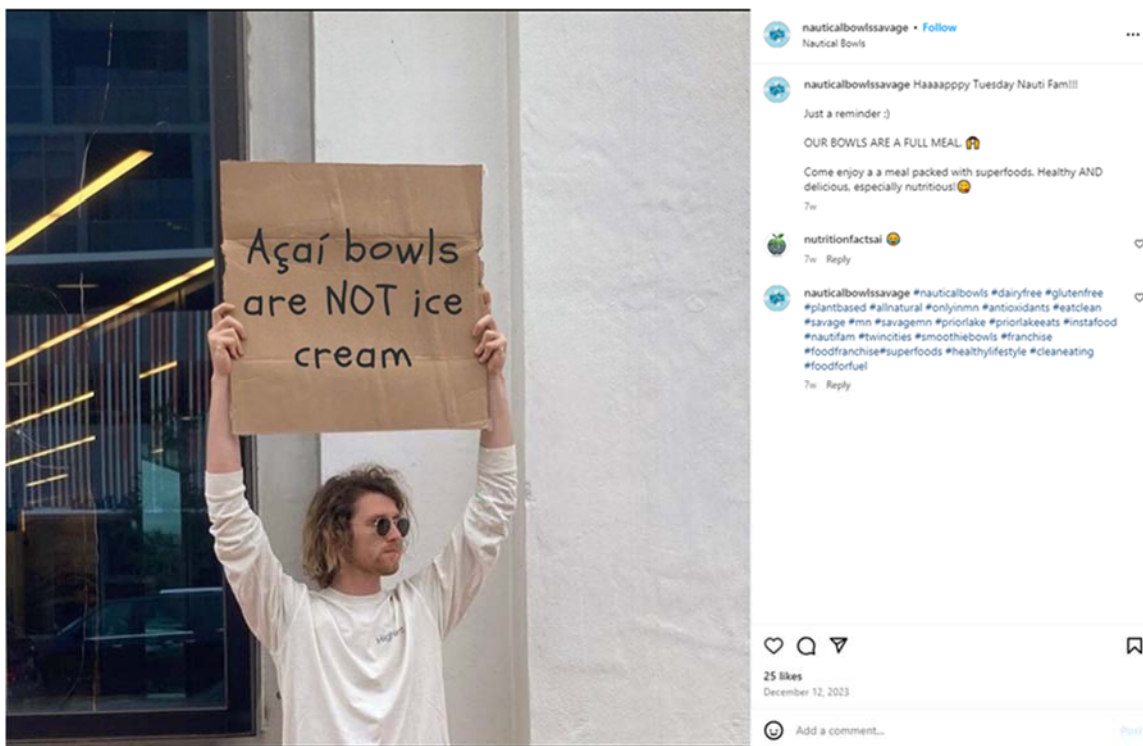 Açaí bowls
are NOT ice
cream
nauticalbowlssavage • Follow
Nautical Bowls
nauticalbowlssavage Haaaapppy Tuesday Nauti Fam!!!
Just a reminder :)
OUR BOWLS ARE A FULL MEAL. 🙌
Come enjoy a a meal packed with superfoods. Healthy AND
delicious, especially nutritious!😋
7w
nutritionfactsai 😂
7w Reply
nauticalbowlssavage #nauticalbowls #dairyfree #glutenfree
#plantbased #allnatural #onlyinmn #antioxidants #eatclean
#savage #mn #savagemn #priorlake #priorlakeeats #instafood
#nautifam #twincities #smoothiebowls #franchise
#foodfranchise#superfoods #healthylifestyle #cleaneating
#foodforfuel
7w Reply
25 likes
December 12, 2023
Add a comment...
Post